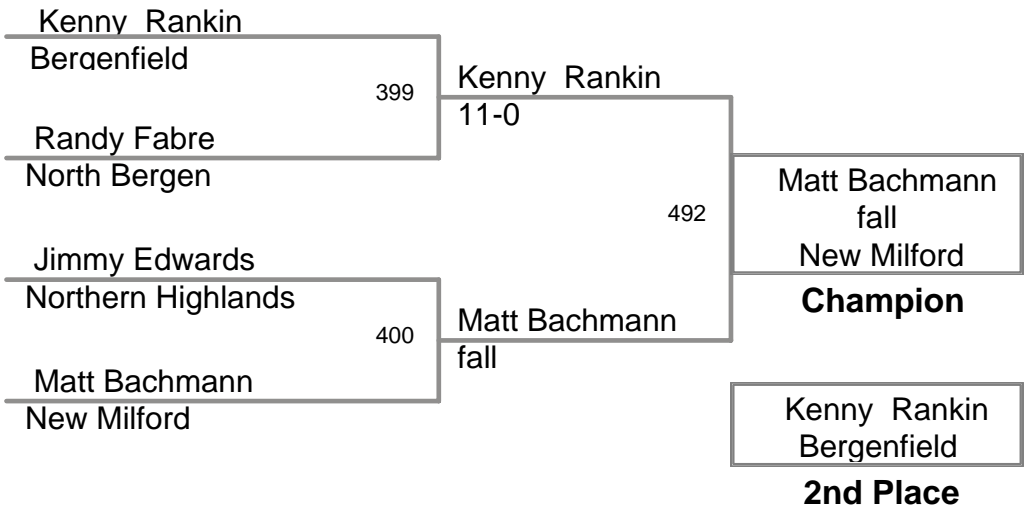 Kenny Rankin
Bergenfield
399
Kenny Rankin
11-0
Randy Fabre
North Bergen
Matt Bachmann
fall
New Milford
Champion
492
Jimmy Edwards
Northern Highlands
400
Matt Bachmann
fall
Matt Bachmann
New Milford
Kenny Rankin
Bergenfield
2nd Place